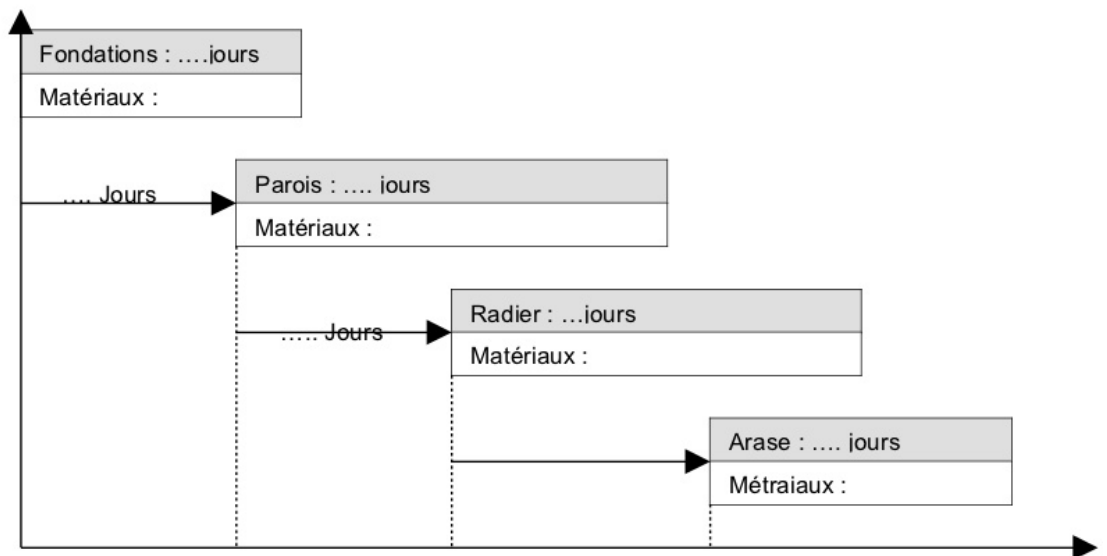 Fondations : ….jours
Matériaux :
…. Jours
Parois : …. jours
Matériaux :
….. Jours
Radier : …jours
Matériaux :
Arase : …. jours
Métraiaux :